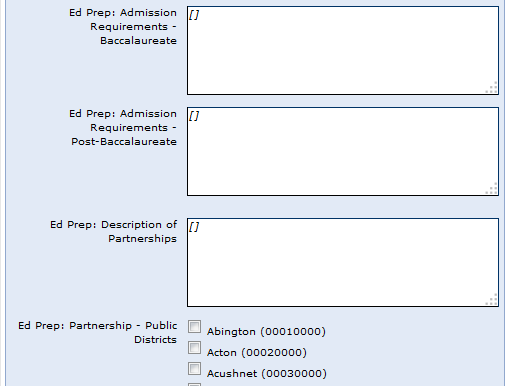 Ed Prep: Admission
Requirements -
Baccalaureate
[]
Ed Prep: Admission
Requirements -
Post-Baccalaureate
[]
Ed Prep: Description of
Partnerships
[]
Ed Prep: Partnership - Public
Districts
Abington (00010000)
Acton (00020000)
Acushnet (00030000)